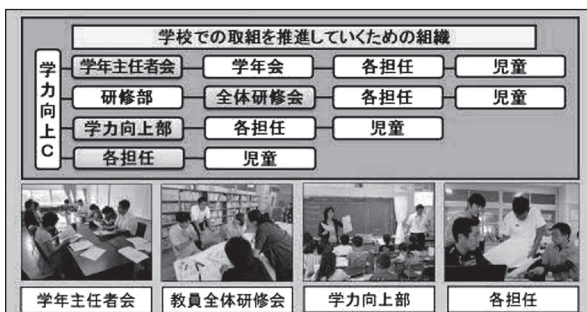 学校での取組を推進していくための組織
学力向上C
学年主任者会 学年会 各担任 児童
研修部 全体研修会 各担任 児童
学力向上部 各担任 児童
各担任 児童
学年主任者会 教員全体研修会 学力向上部 各担任